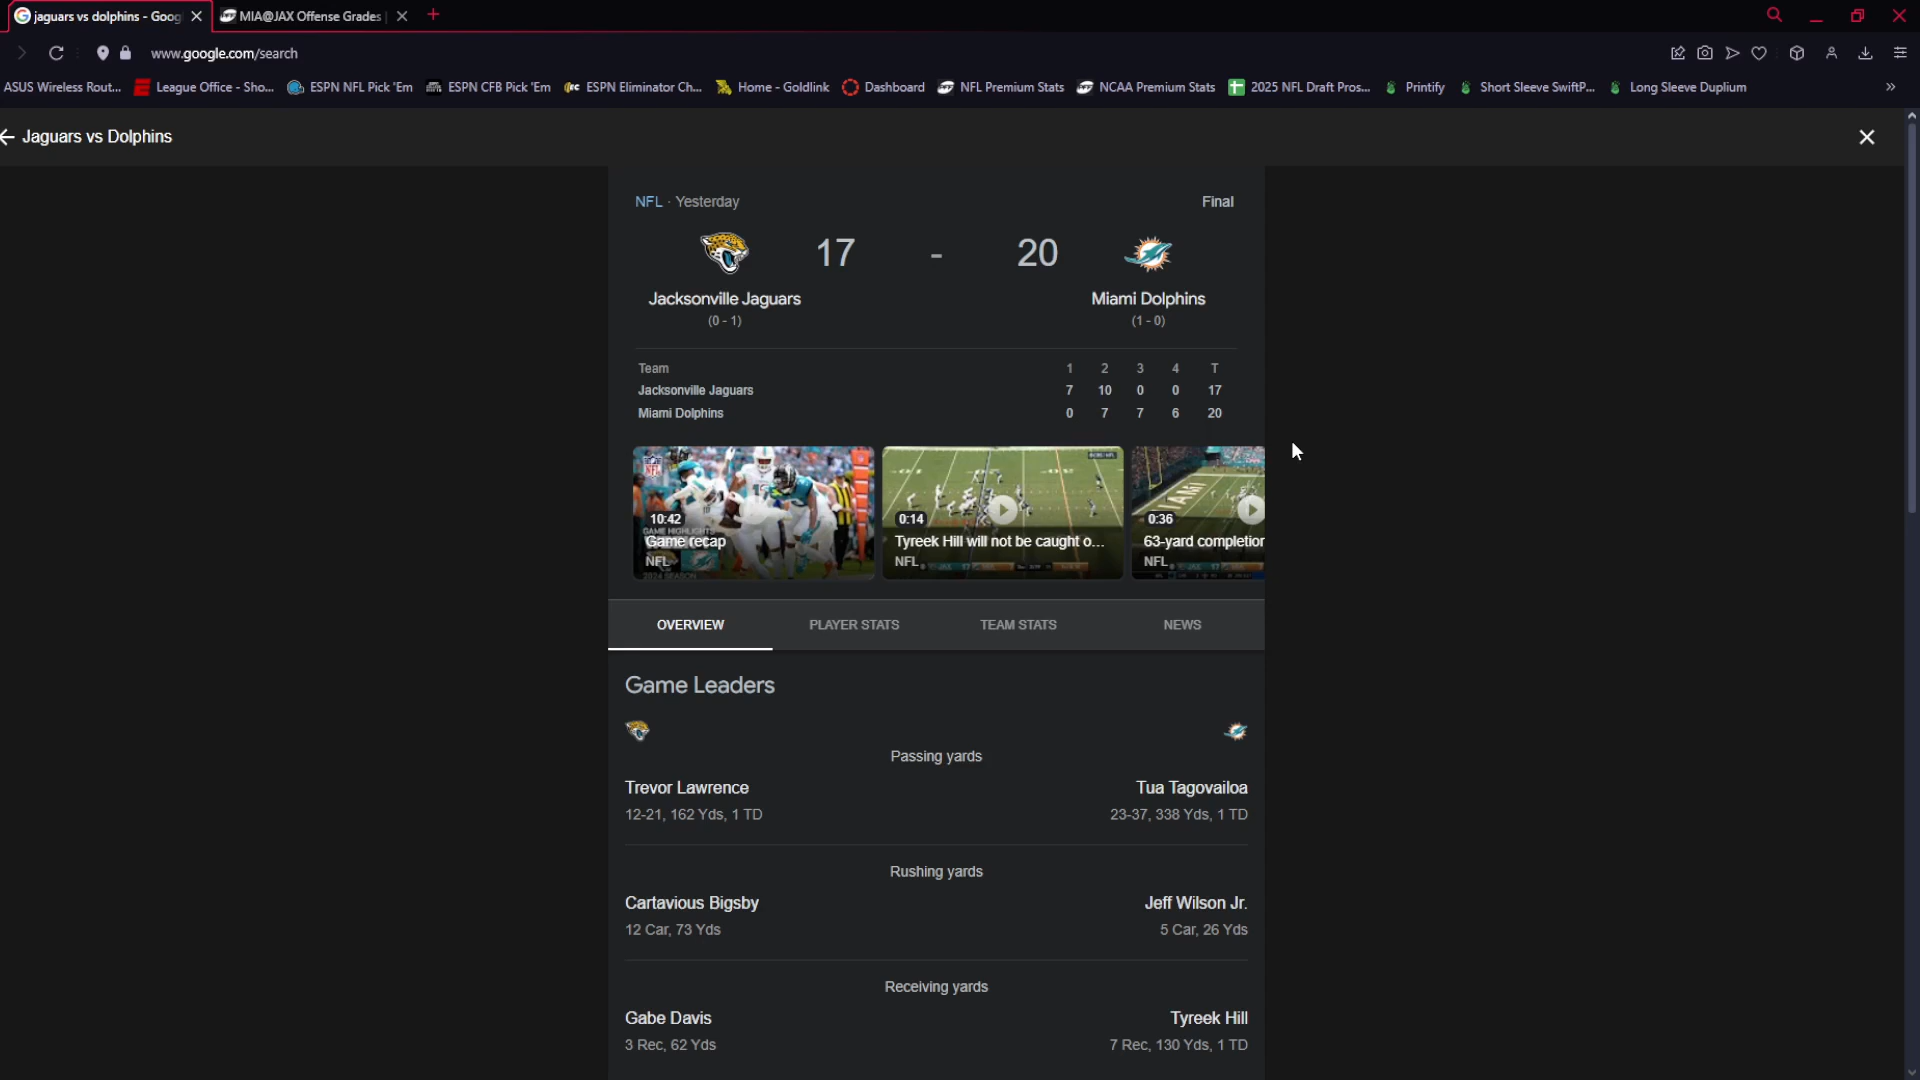 jaguars vs dolphins - Goog
MIA@JAX Offense Grades
www.google.com/search
ASUS Wireless Rout...
League Office - Sho...
ESPN NFL Pick 'Em
ESPN CFB Pick 'Em
ESPN Eliminator Ch...
Home - Goldlink
Dashboard
NFL Premium Stats
NCAA Premium Stats
2025 NFL Draft Pros...
Printify
Short Sleeve SwiftP...
Long Sleeve Duplium
Jaguars vs Dolphins
NFL · Yesterday
Final
17 - 20
Jacksonville Jaguars
Miami Dolphins
(0 - 1)
(1 - 0)
Team 1 2 3 4 T
Jacksonville Jaguars 7 10 0 0 17
Miami Dolphins 0 7 7 6 20
10:42
Game recap
NFL
0:14
Tyreek Hill will not be caught o...
NFL
0:36
63-yard completion
NFL
OVERVIEW
PLAYER STATS
TEAM STATS
NEWS
Game Leaders
Passing yards
Trevor Lawrence
Tua Tagovailoa
12-21, 162 Yds, 1 TD
23-37, 338 Yds, 1 TD
Rushing yards
Cartavious Bigsby
Jeff Wilson Jr.
12 Car, 73 Yds
5 Car, 26 Yds
Receiving yards
Gabe Davis
Tyreek Hill
3 Rec, 62 Yds
7 Rec, 130 Yds, 1 TD